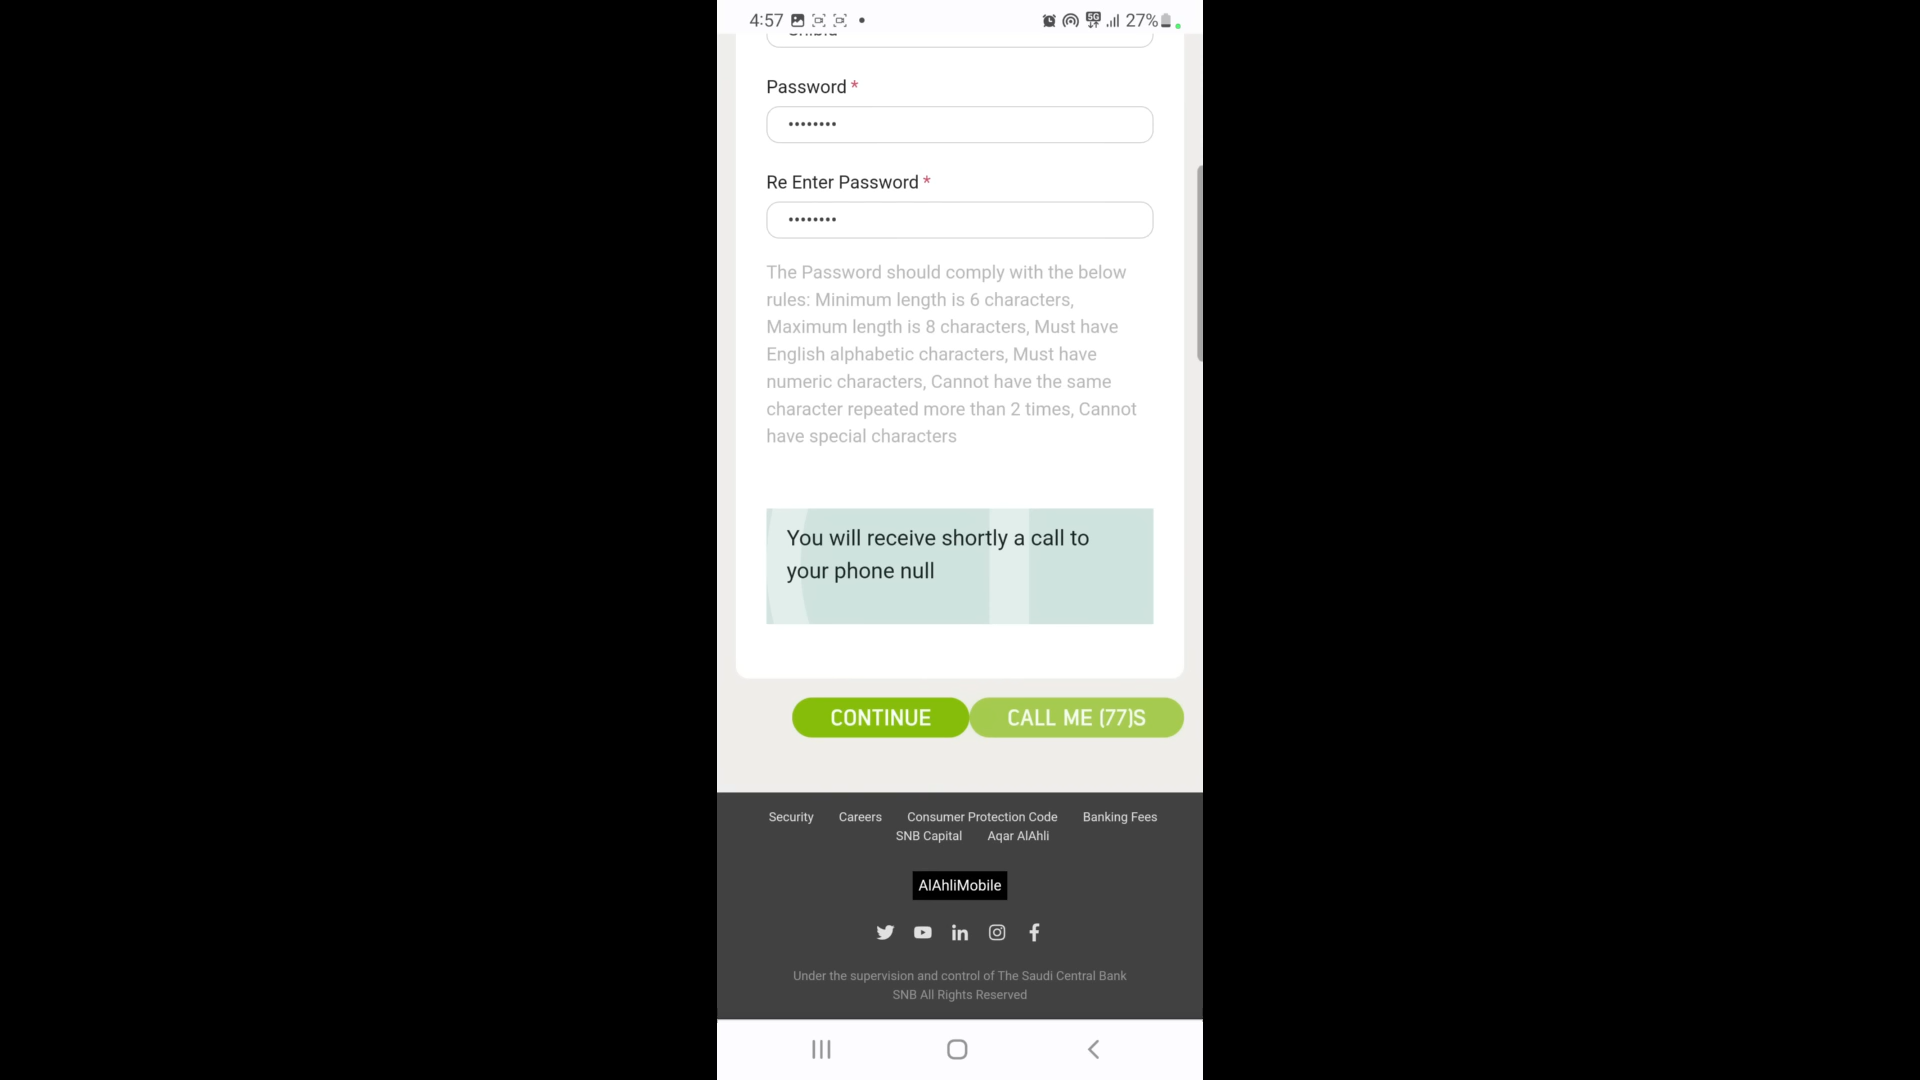 4:57
5G
27%
Password *
••••••••
Re Enter Password *
••••••••
The Password should comply with the below
rules: Minimum length is 6 characters,
Maximum length is 8 characters, Must have
English alphabetic characters, Must have
numeric characters, Cannot have the same
character repeated more than 2 times, Cannot
have special characters
You will receive shortly a call to
your phone null
CONTINUE
CALL ME (77)S
Security Careers Consumer Protection Code Banking Fees
SNB Capital Aqar AlAhli
AlAhliMobile
Under the supervision and control of The Saudi Central Bank
SNB All Rights Reserved